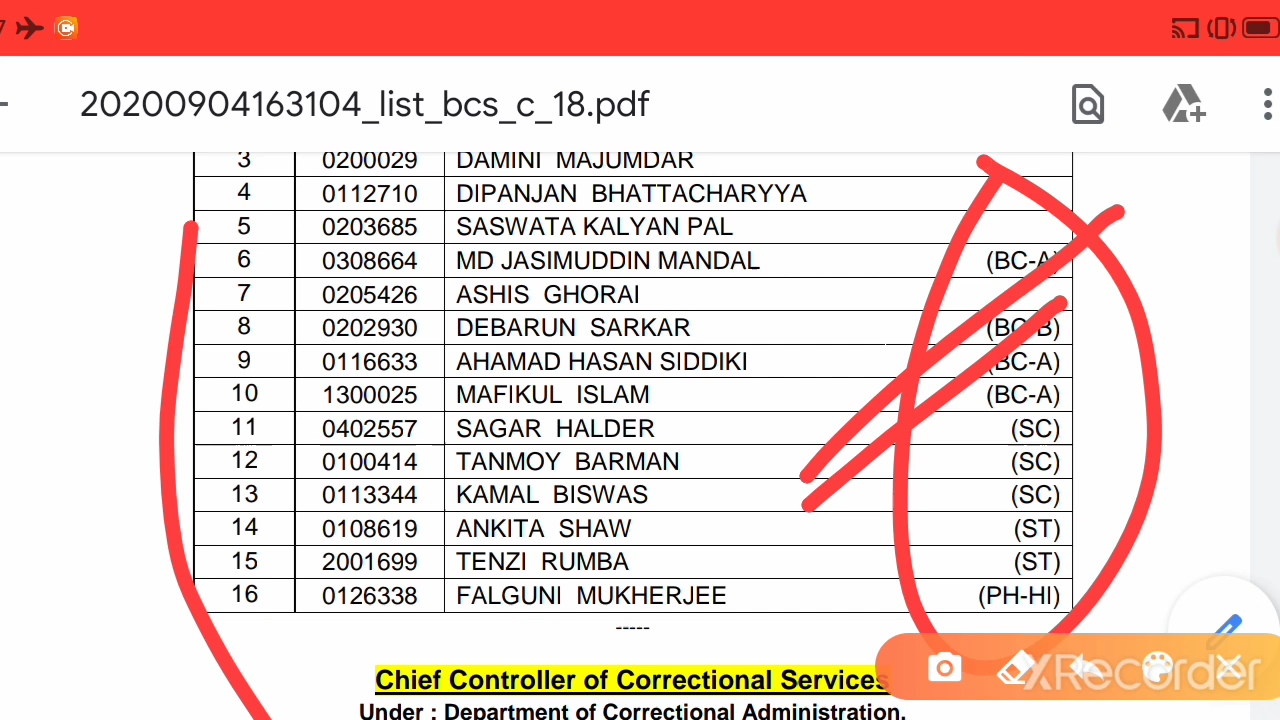 7
20200904163104_list_bcs_c_18.pdf
3 0200029 DAMINI MAJUMDAR
4 0112710 DIPANJAN BHATTACHARYYA
5 0203685 SASWATA KALYAN PAL
6 0308664 MD JASIMUDDIN MANDAL (BC-A)
7 0205426 ASHIS GHORAI
8 0202930 DEBARUN SARKAR (BC-B)
9 0116633 AHAMAD HASAN SIDDIKI (BC-A)
10 1300025 MAFIKUL ISLAM (BC-A)
11 0402557 SAGAR HALDER (SC)
12 0100414 TANMOY BARMAN (SC)
13 0113344 KAMAL BISWAS (SC)
14 0108619 ANKITA SHAW (ST)
15 2001699 TENZI RUMBA (ST)
16 0126338 FALGUNI MUKHERJEE (PH-HI)
-----
Chief Controller of Correctional Services
Under : Department of Correctional Administration.
XRecorder